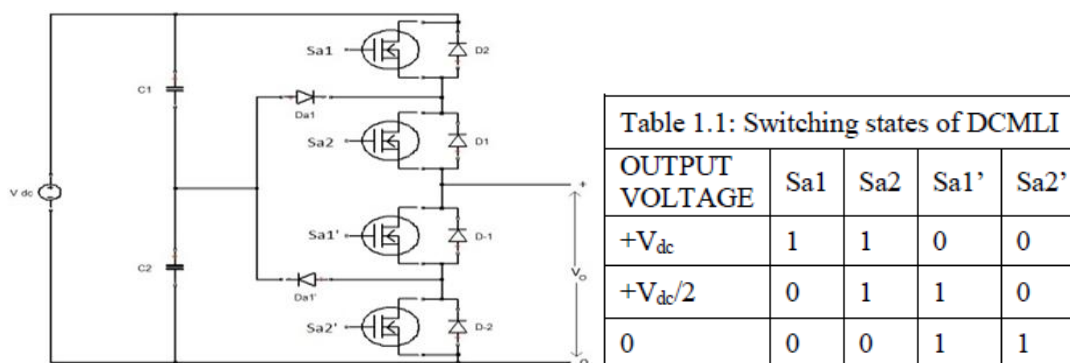 Sa1
D2
C1
Da1
Sa2
D1
V dc
+
Sa1'
D-1
Vo
C2
Da1'
Sa2'
D-2
Table 1.1: Switching states of DCMLI
OUTPUT VOLTAGE Sa1 Sa2 Sa1’ Sa2’
+Vdc 1 1 0 0
+Vdc/2 0 1 1 0
0 0 0 1 1